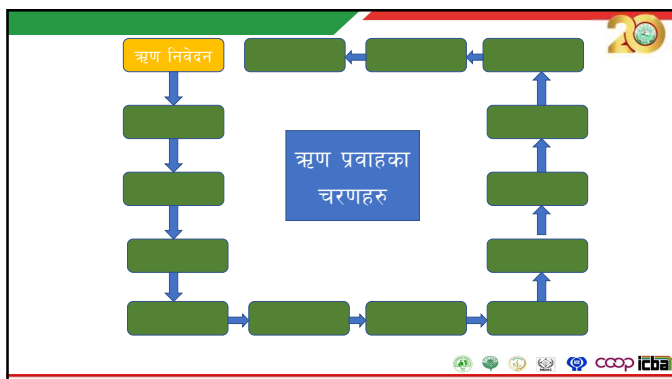 20
ऋण निवेदन
ऋण प्रवाहका
चरणहरु
coop
icba